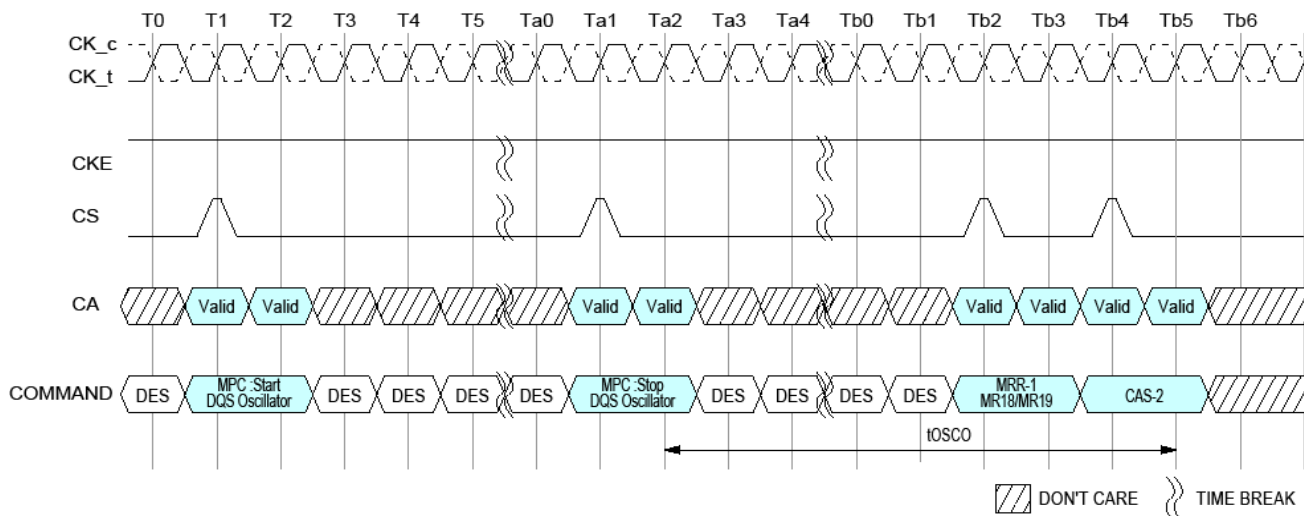 T0 T1 T2 T3 T4 T5 Ta0 Ta1 Ta2 Ta3 Ta4 Tb0 Tb1 Tb2 Tb3 Tb4 Tb5 Tb6
CK_c
CK_t
CKE
CS
CA Valid Valid Valid Valid Valid Valid Valid Valid
COMMAND DES MPC :Start DQS Oscillator DES DES DES DES MPC :Stop DQS Oscillator DES DES DES DES MRR-1 MR18/MR19 CAS-2
tOSCO
DON'T CARE TIME BREAK